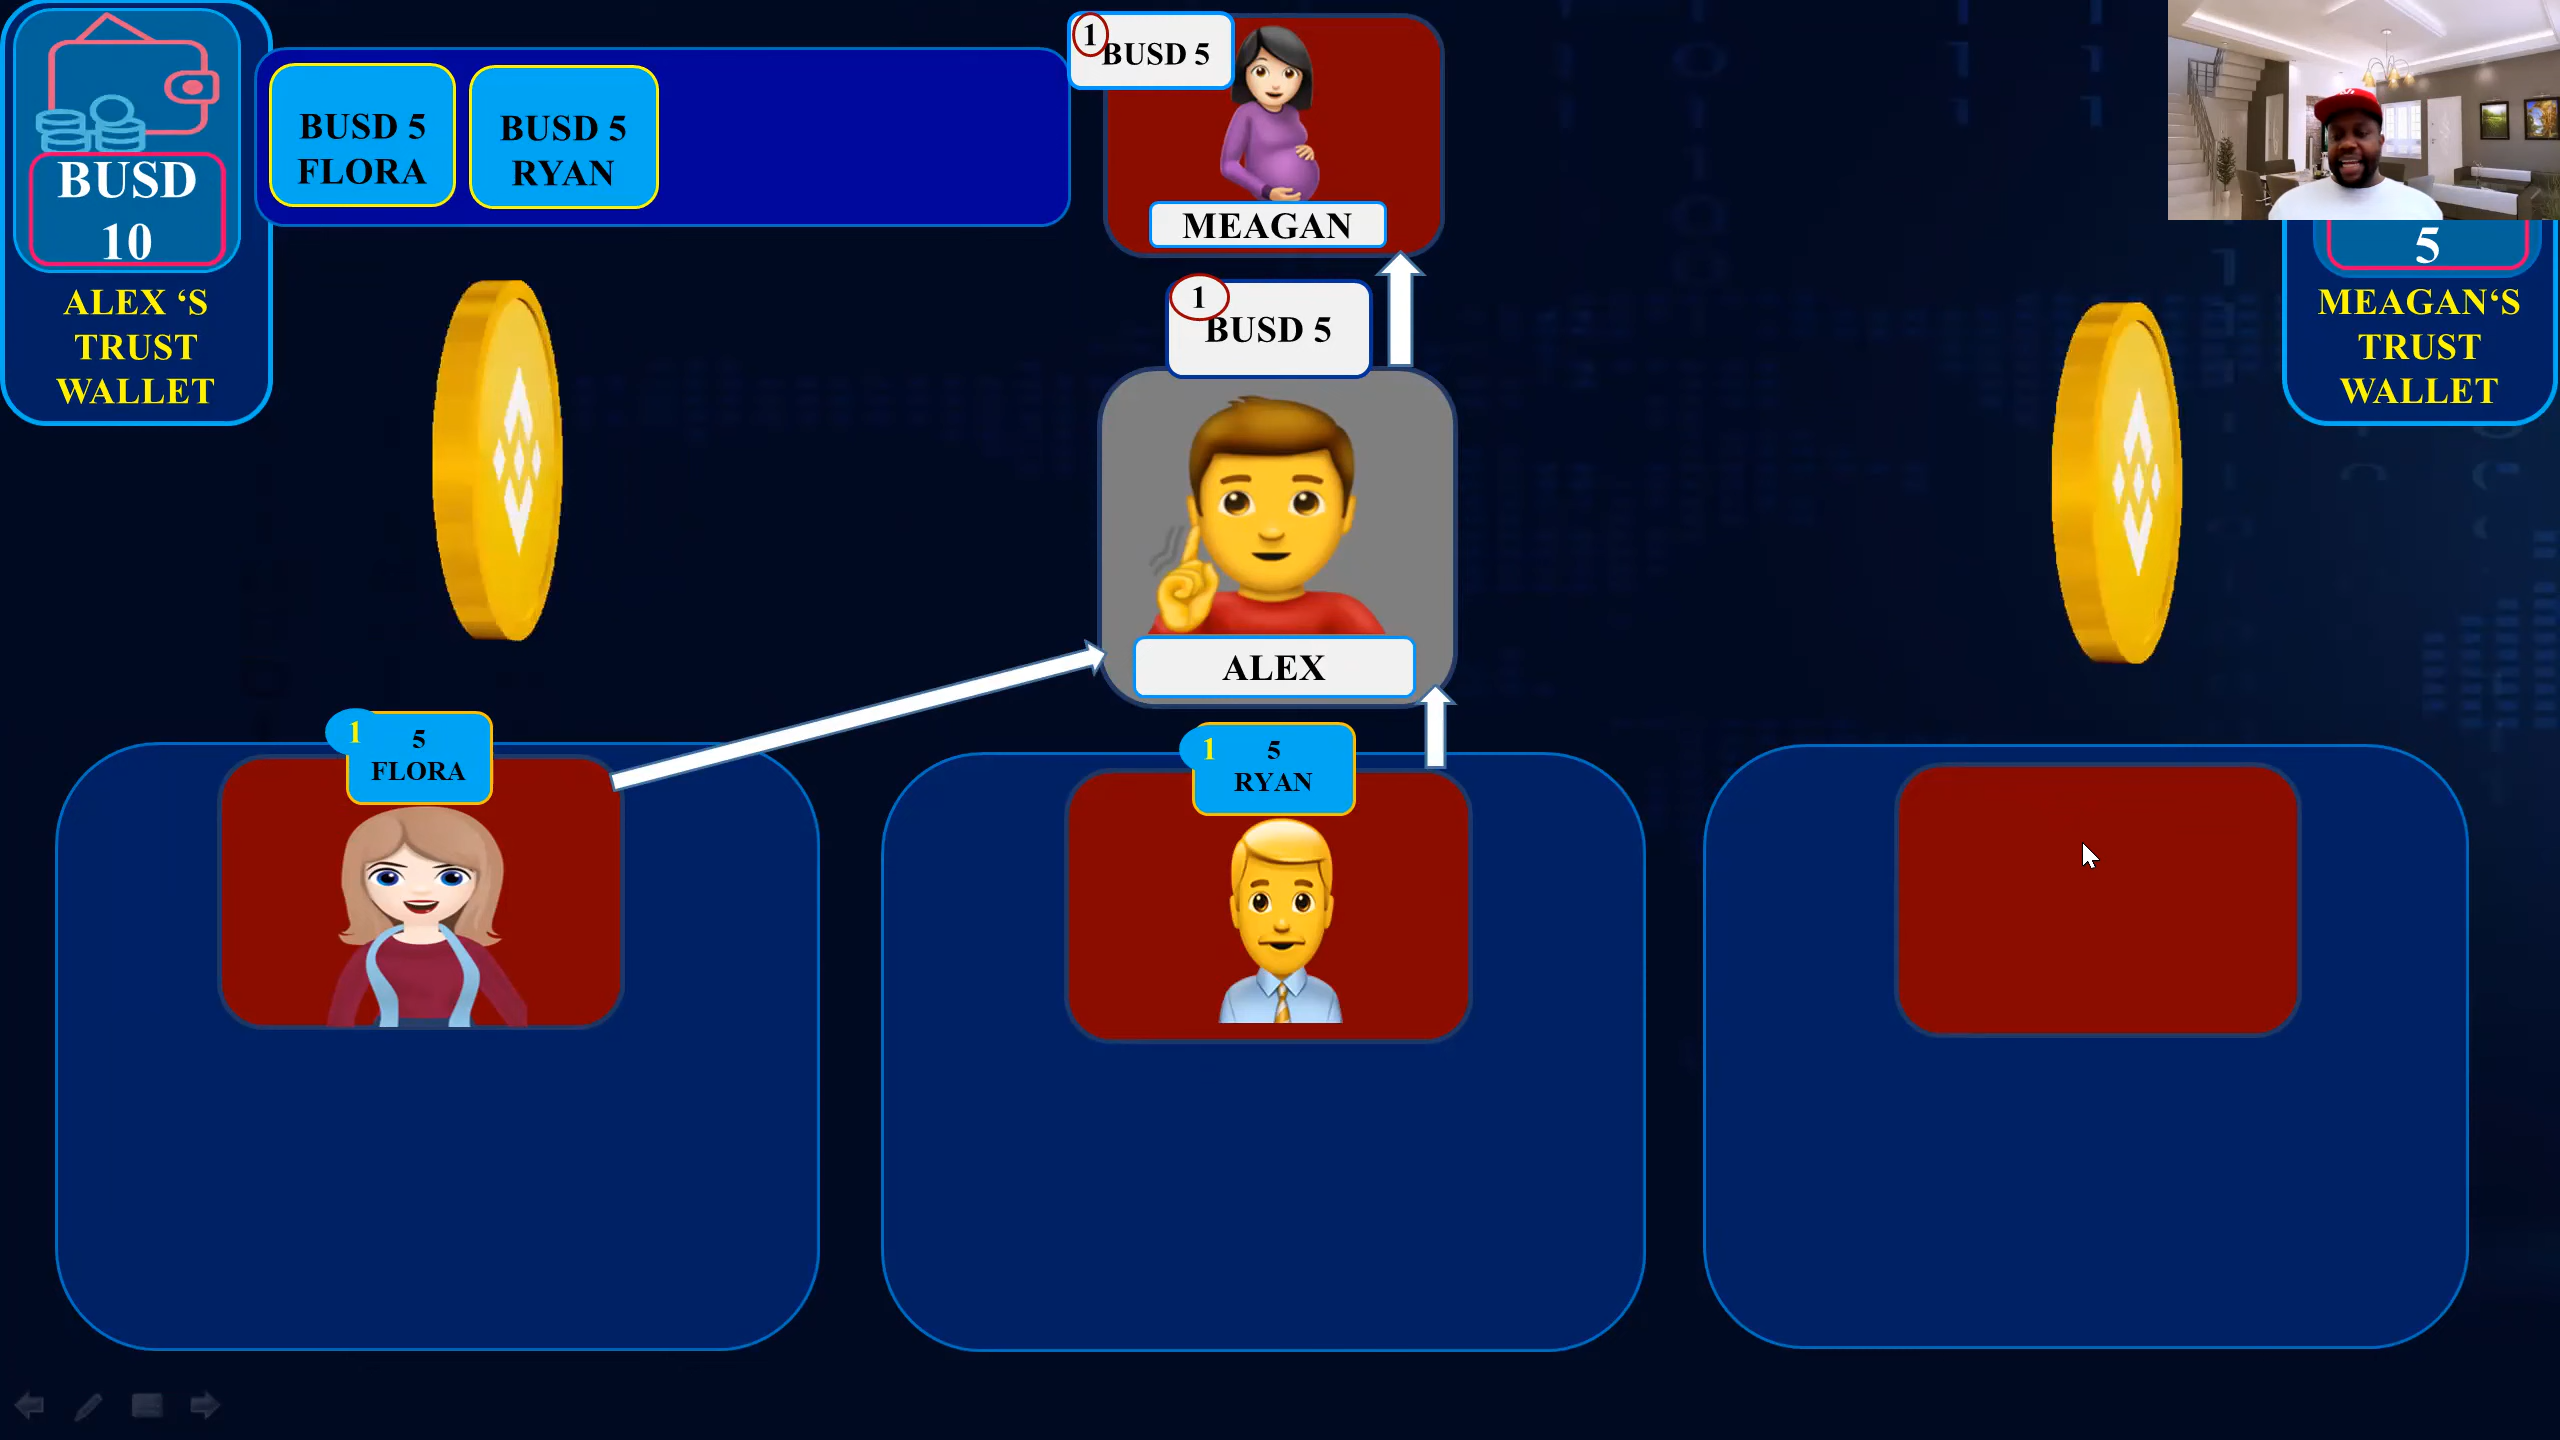 BUSD
10
ALEX ‘S
TRUST
WALLET
BUSD 5
FLORA
BUSD 5
RYAN
1
BUSD 5
MEAGAN
5
MEAGAN‘S
TRUST
WALLET
1
BUSD 5
ALEX
1
5
FLORA
1
5
RYAN